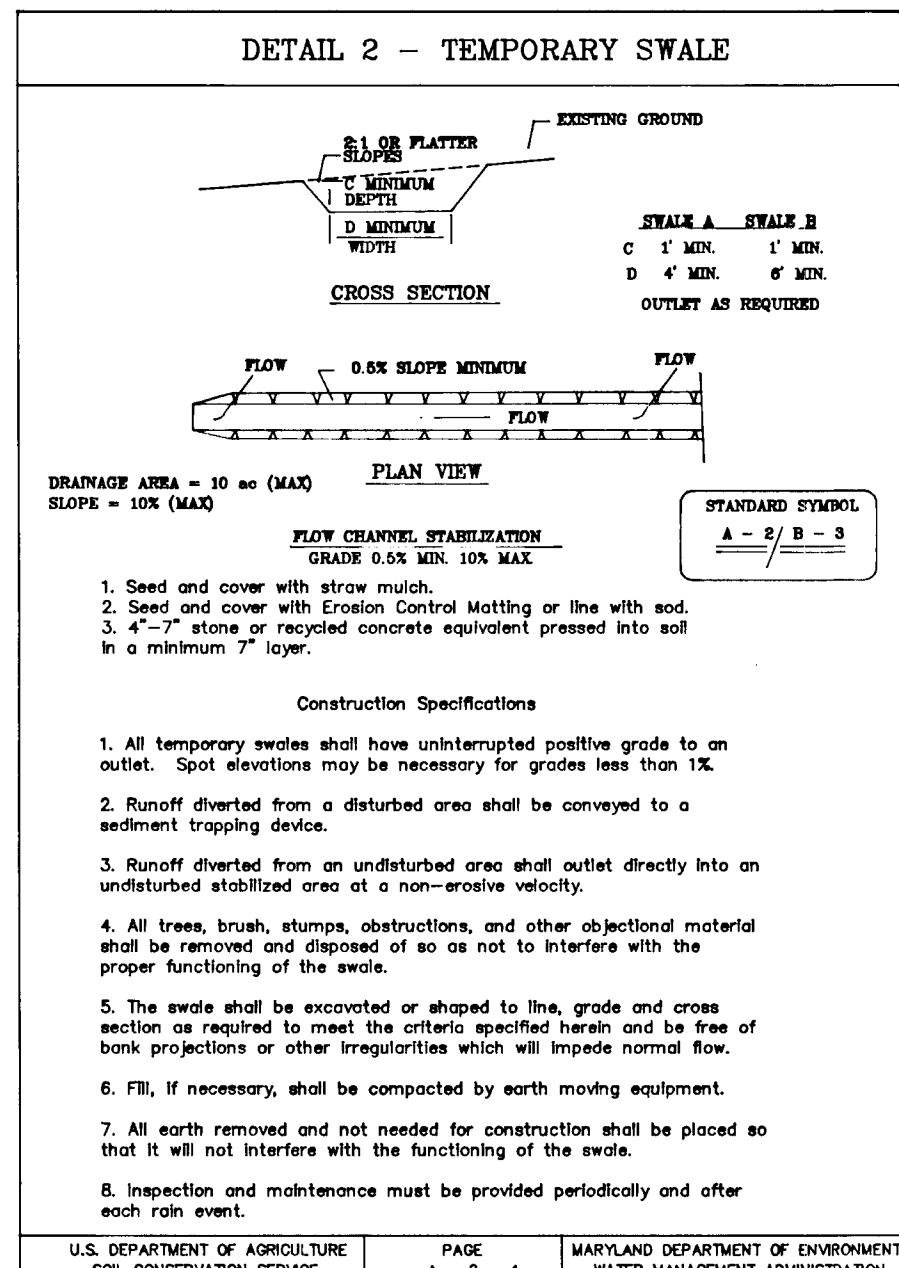 DETAIL 2 - TEMPORARY SWALE
EXISTING GROUND
2:1 OR FLATTER
SLOPES
C MINIMUM
DEPTH
D MINIMUM
WIDTH
CROSS SECTION
SWALE A SWALE B
C 1' MIN. 1' MIN.
D 4' MIN. 6' MIN.
OUTLET AS REQUIRED
FLOW
0.5% SLOPE MINIMUM
FLOW
FLOW
PLAN VIEW
DRAINAGE AREA = 10 ac (MAX)
SLOPE = 10% (MAX)
STANDARD SYMBOL
A - 2/ B - 3
FLOW CHANNEL STABILIZATION
GRADE 0.5% MIN. 10% MAX
1. Seed and cover with straw mulch.
2. Seed and cover with Erosion Control Matting or line with sod.
3. 4"-7" stone or recycled concrete equivalent pressed into soil
in a minimum 7" layer.
Construction Specifications
1. All temporary swales shall have uninterrupted positive grade to an
outlet. Spot elevations may be necessary for grades less than 1%.
2. Runoff diverted from a disturbed area shall be conveyed to a
sediment trapping device.
3. Runoff diverted from an undisturbed area shall outlet directly into an
undisturbed stabilized area at a non-erosive velocity.
4. All trees, brush, stumps, obstructions, and other objectional material
shall be removed and disposed of so as not to interfere with the
proper functioning of the swale.
5. The swale shall be excavated or shaped to line, grade and cross
section as required to meet the criteria specified herein and be free of
bank projections or other irregularities which will impede normal flow.
6. Fill, if necessary, shall be compacted by earth moving equipment.
7. All earth removed and not needed for construction shall be placed so
that it will not interfere with the functioning of the swale.
8. Inspection and maintenance must be provided periodically and after
each rain event.
U.S. DEPARTMENT OF AGRICULTURE
SOIL CONSERVATION SERVICE
PAGE
MARYLAND DEPARTMENT OF ENVIRONMENT
WATER MANAGEMENT ADMINISTRATION